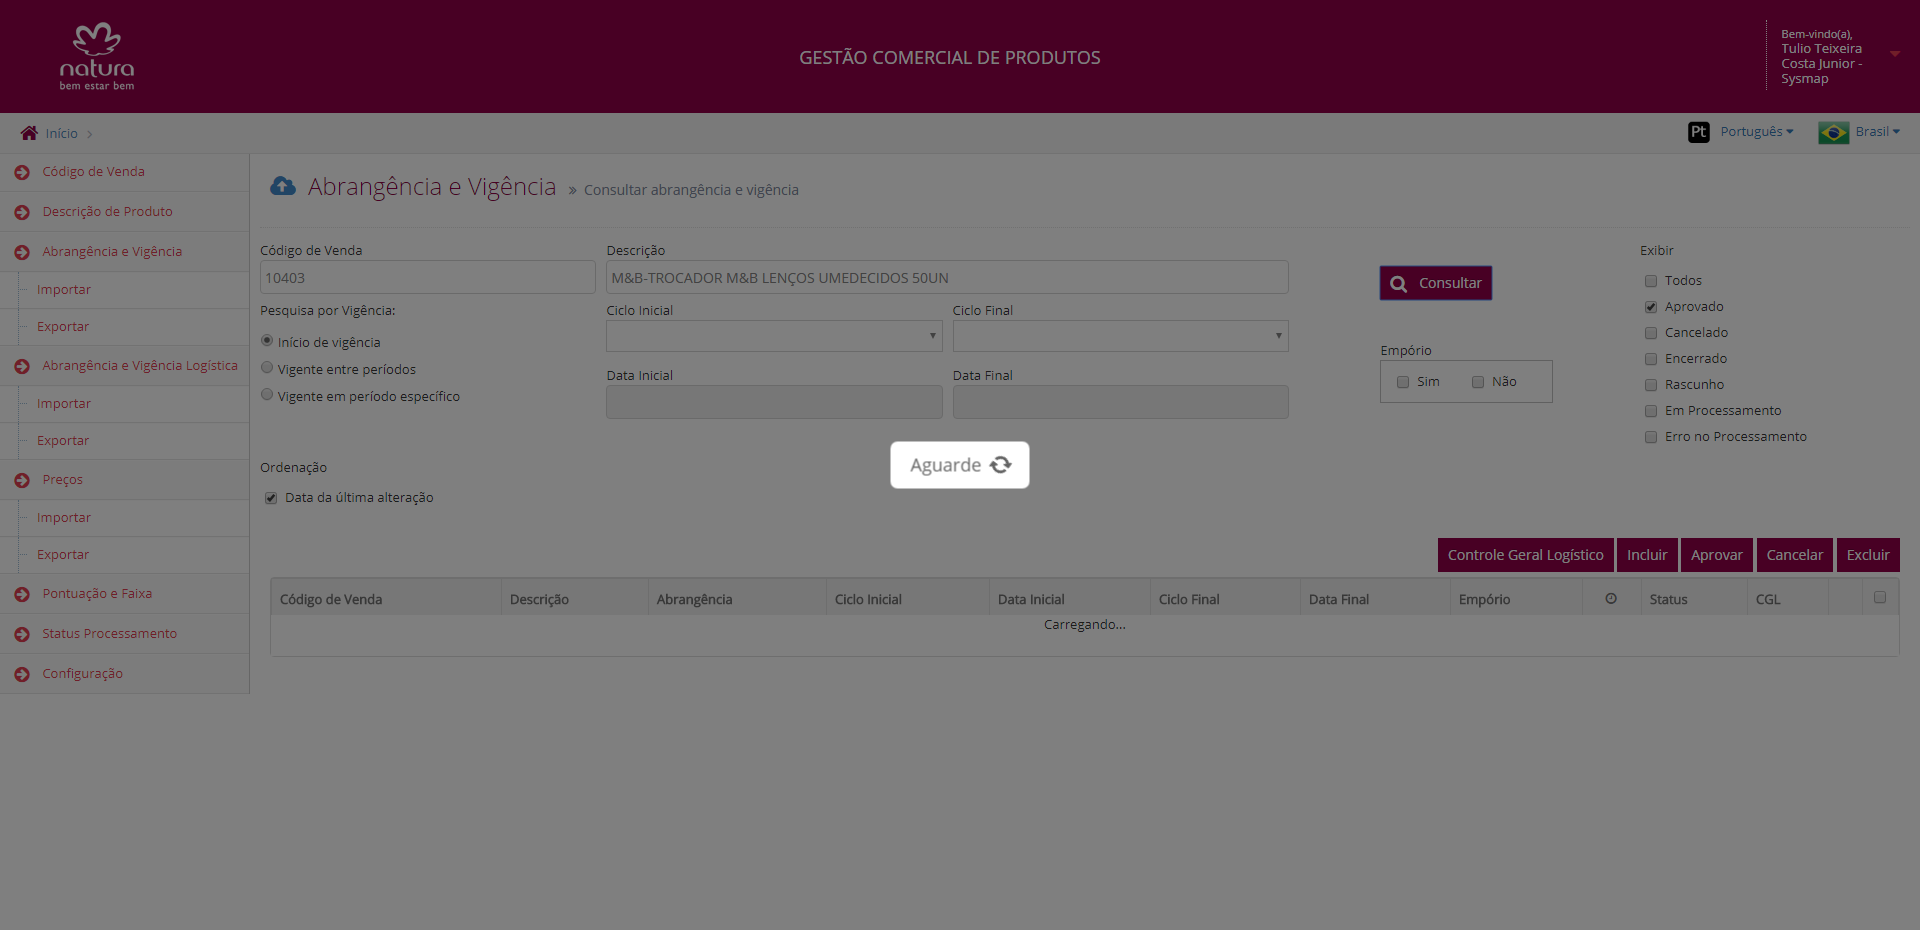 natura
bem estar bem
GESTÃO COMERCIAL DE PRODUTOS
Bem-vindo(a),
Tulio Teixeira
Costa Junior -
Sysmap
Início
Pt Português
Brasil
Código de Venda
Descrição de Produto
Abrangência e Vigência
Importar
Exportar
Abrangência e Vigência Logística
Importar
Exportar
Preços
Importar
Exportar
Pontuação e Faixa
Status Processamento
Configuração
Abrangência e Vigência » Consultar abrangência e vigência
Código de Venda
10403
Descrição
M&B-TROCADOR M&B LENÇOS UMEDECIDOS 50UN
Pesquisa por Vigência:
Início de vigência
Vigente entre períodos
Vigente em período específico
Ciclo Inicial
Ciclo Final
Data Inicial
Data Final
Consultar
Empório
Sim Não
Exibir
Todos
Aprovado
Cancelado
Encerrado
Rascunho
Em Processamento
Erro no Processamento
Aguarde
Ordenação
Data da última alteração
Controle Geral Logístico Incluir Aprovar Cancelar Excluir
Código de Venda Descrição Abrangência Ciclo Inicial Data Inicial Ciclo Final Data Final Empório Status CGL
Carregando...